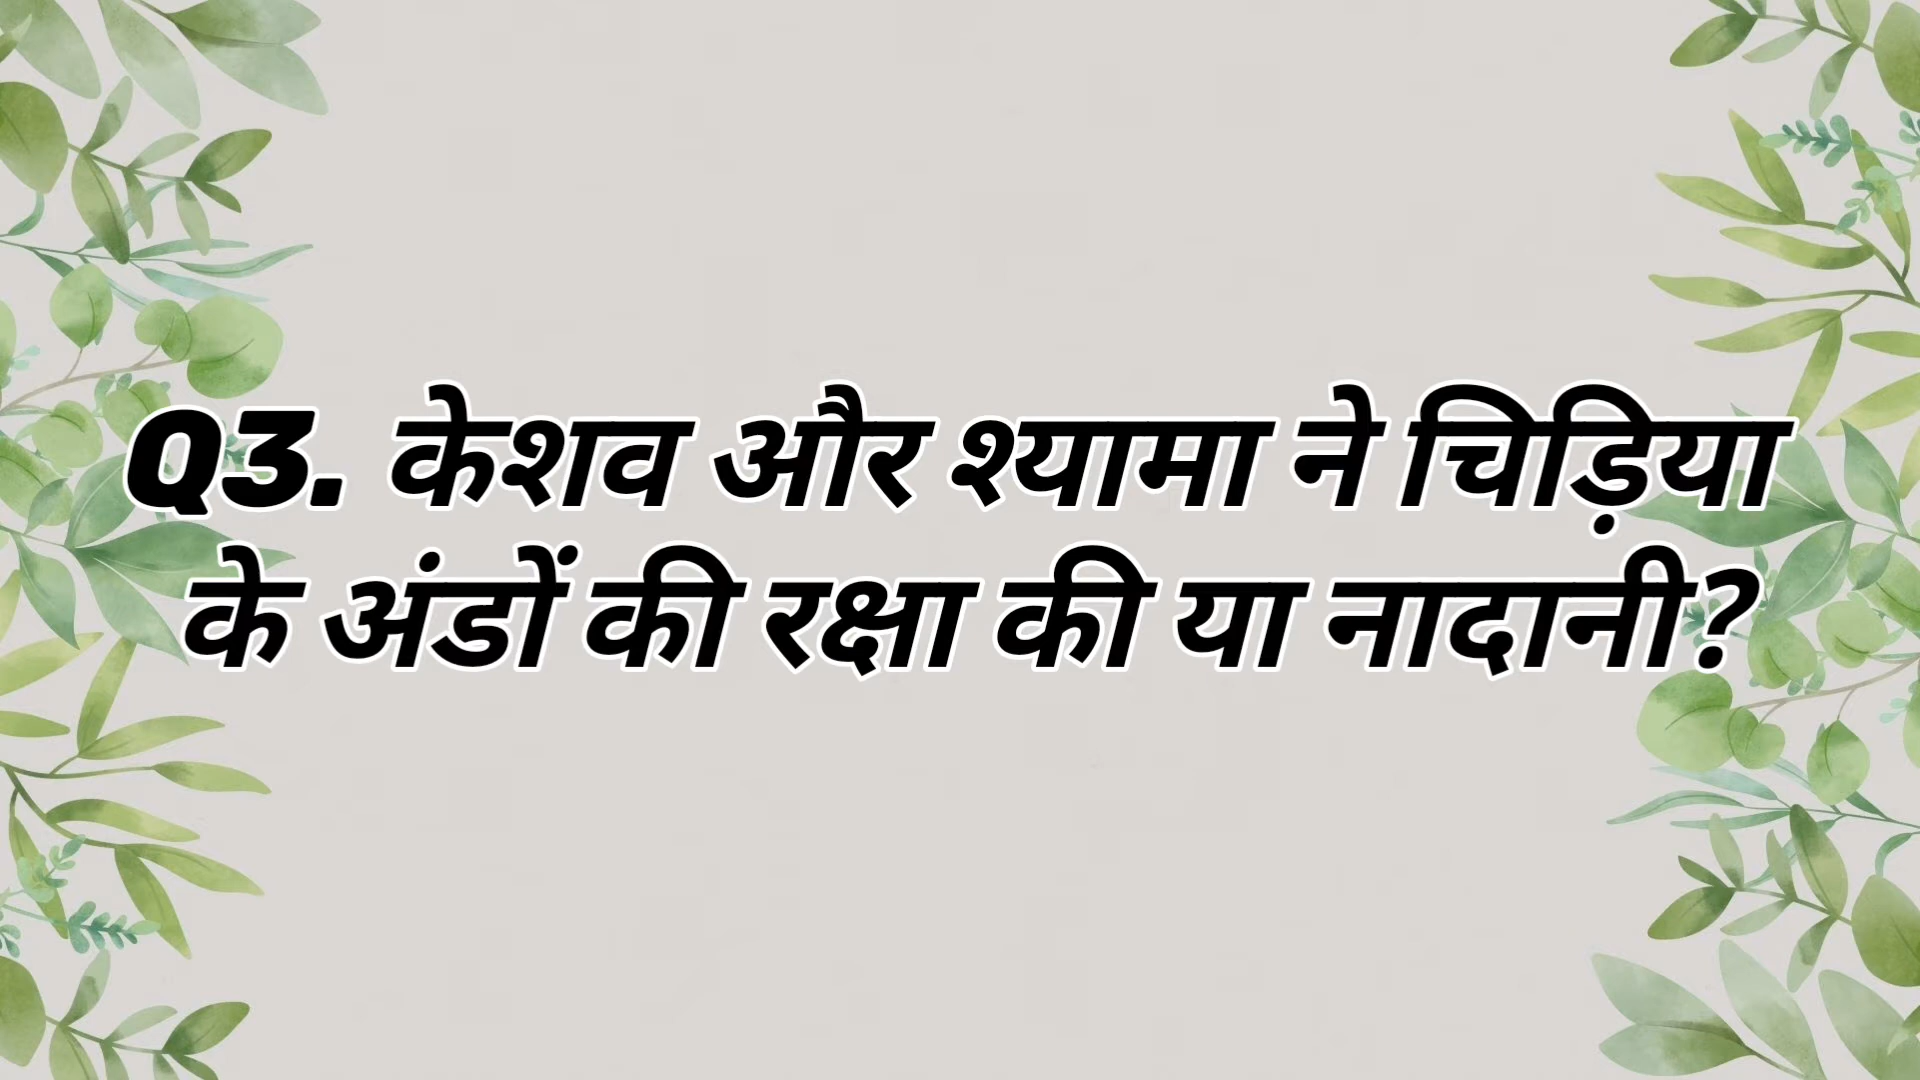 Q3. केशव और श्यामा ने चिड़िया
के अंडों की रक्षा की या नादानी?